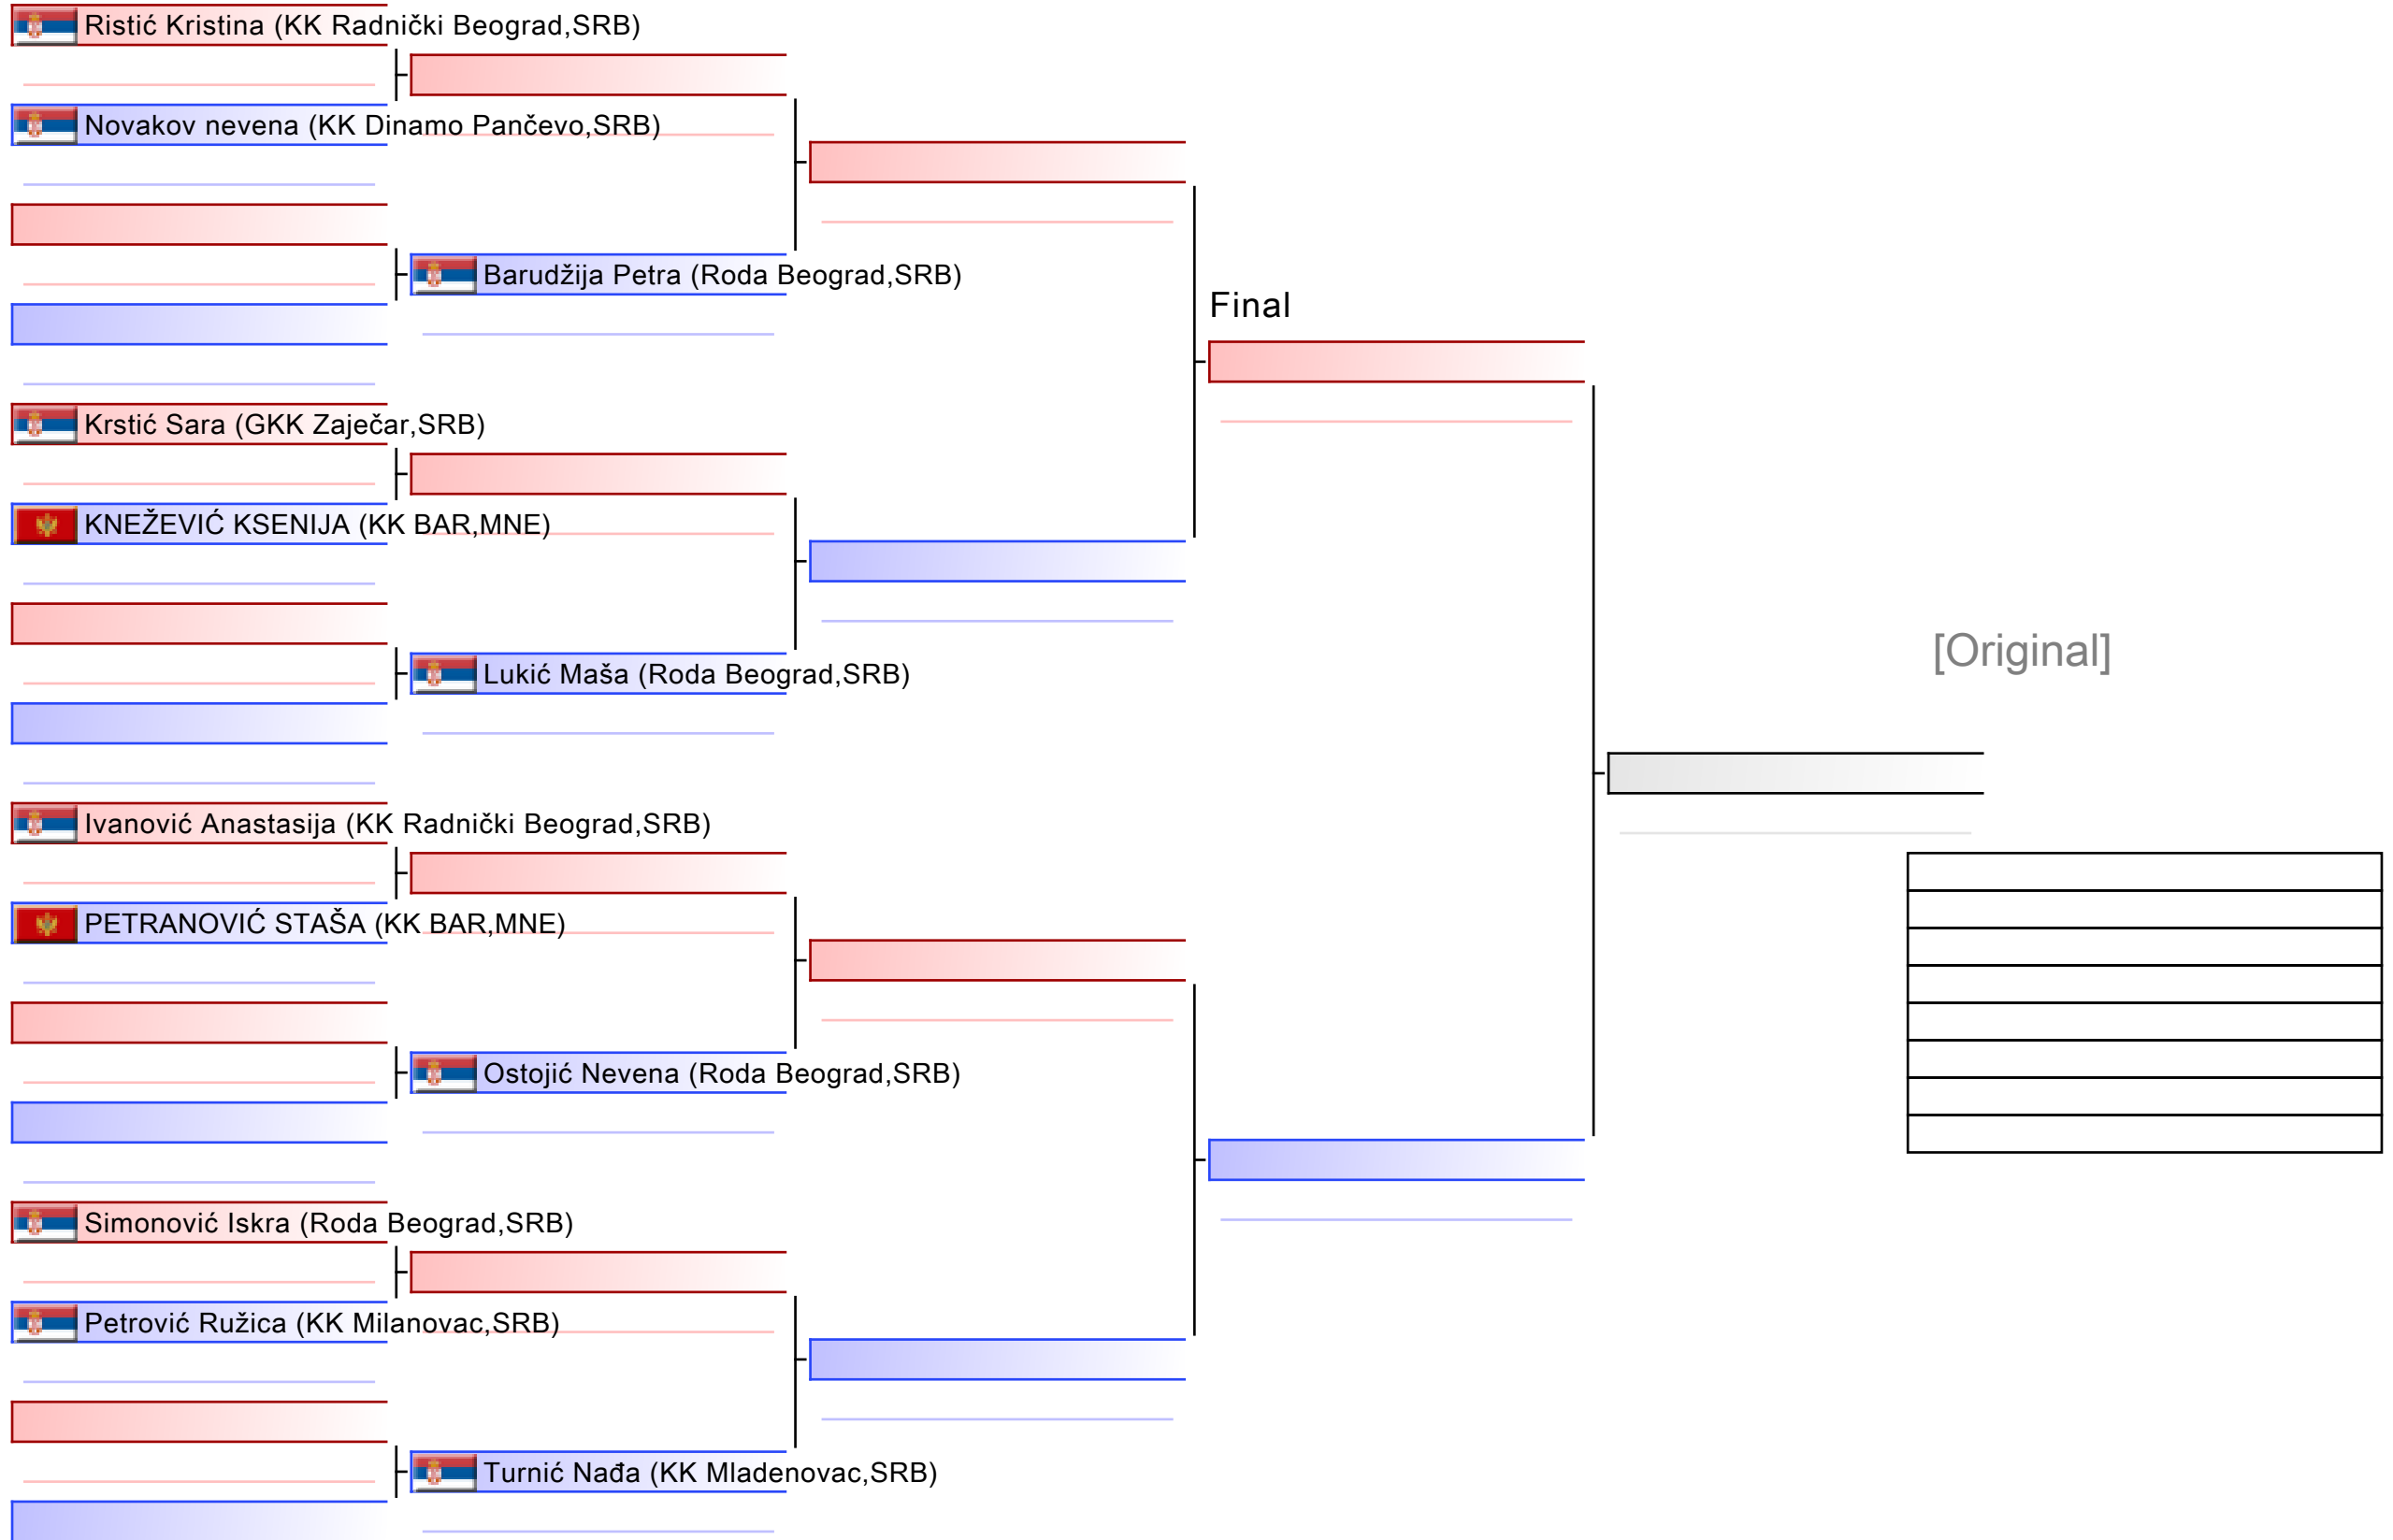 Ristić Kristina (KK Radnički Beograd,SRB)
Novakov nevena (KK Dinamo Pančevo,SRB)
Barudžija Petra (Roda Beograd,SRB)
Final
Krstić Sara (GKK Zaječar,SRB)
KNEŽEVIĆ KSENIJA (KK BAR,MNE)
[Original]
Lukić Maša (Roda Beograd,SRB)
Ivanović Anastasija (KK Radnički Beograd,SRB)
PETRANOVIĆ STAŠA (KK BAR,MNE)
Ostojić Nevena (Roda Beograd,SRB)
Simonović Iskra (Roda Beograd,SRB)
Petrović Ružica (KK Milanovac,SRB)
Turnić Nađa (KK Mladenovac,SRB)